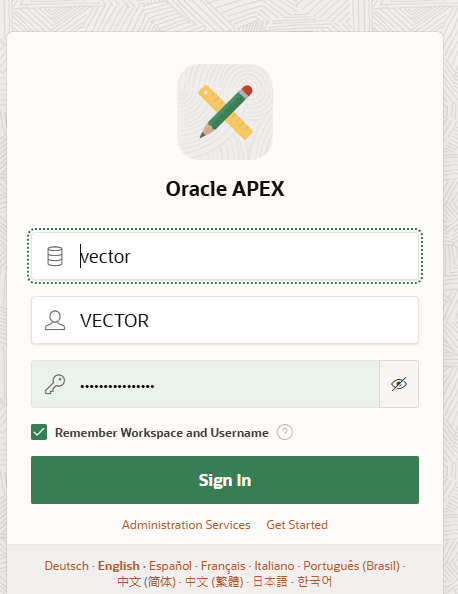 Oracle APEX
vector
VECTOR
••••••••••••••••
Remember Workspace and Username ?
Sign In
Administration Services Get Started
Deutsch · English · Español · Français · Italiano · Português (Brasil) ·
中文 (简体) · 中文 (繁體) · 日本語 · 한국어